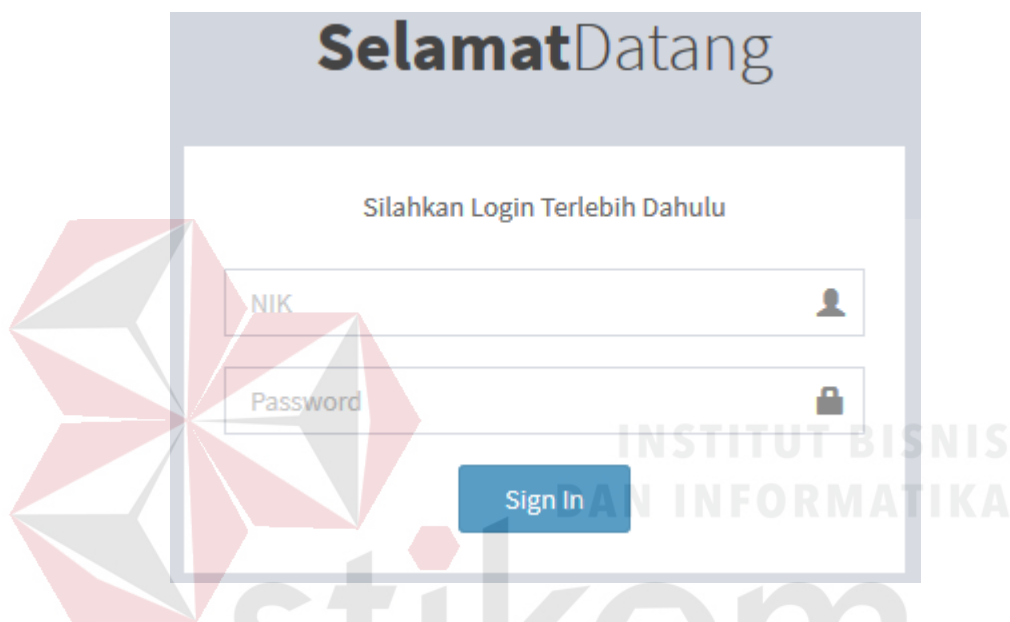 SelamatDatang
Silahkan Login Terlebih Dahulu
NIK
Password
INSTITUT BISNIS
Sign In
DAN INFORMATIKA
stikom